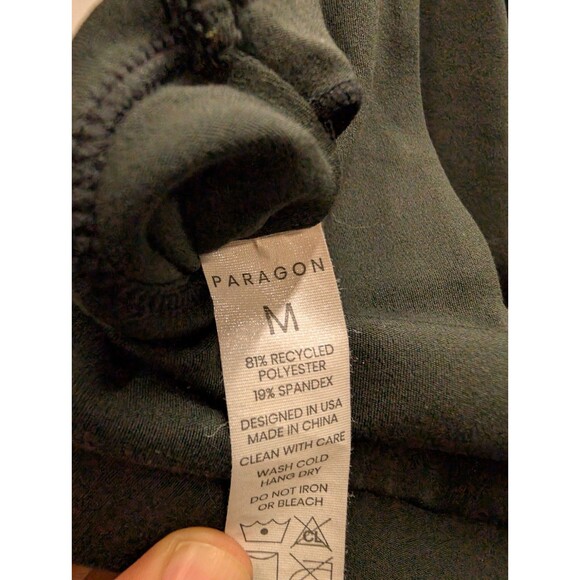 PARAGON
M
81% RECYCLED
POLYESTER
19% SPANDEX
DESIGNED IN USA
MADE IN CHINA
CLEAN WITH CARE
WASH COLD
HANG DRY
DO NOT IRON
OR BLEACH
CL